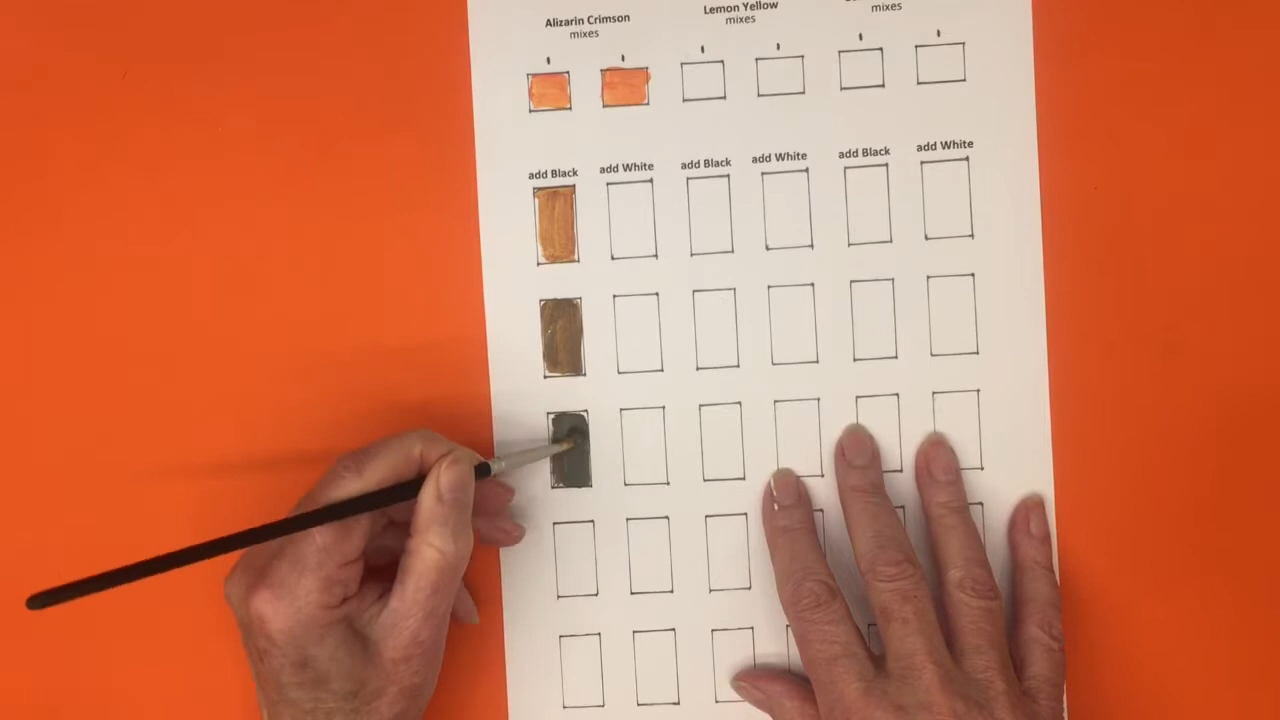 Alizarin Crimson
mixes
Lemon Yellow
mixes
mixes
add Black
add White
add Black
add White
add Black
add White